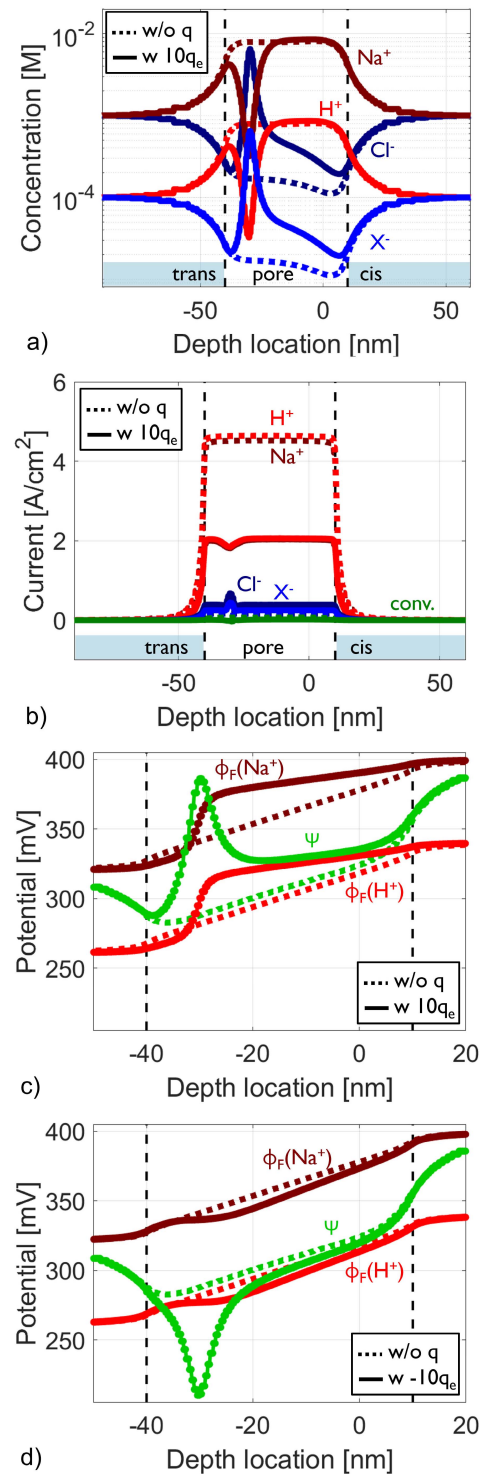 10⁻²
w/o q
w 10qₑ
Na⁺
H⁺
Cl⁻
10⁻⁴
X⁻
trans pore cis
-50 0 50
Concentration [M]
Depth location [nm]
a)
6
w/o q
w 10qₑ
H⁺
Na⁺
4
2
Cl⁻ X⁻
conv.
0
trans pore cis
-50 0 50
Current [A/cm²]
Depth location [nm]
b)
400
ϕF(Na⁺)
350
Ψ
300
ϕF(H⁺)
250
w/o q
w 10qₑ
-40 -20 0 20
Potential [mV]
Depth location [nm]
c)
400
ϕF(Na⁺)
350
Ψ
300
ϕF(H⁺)
250
w/o q
w -10qₑ
-40 -20 0 20
Potential [mV]
Depth location [nm]
d)